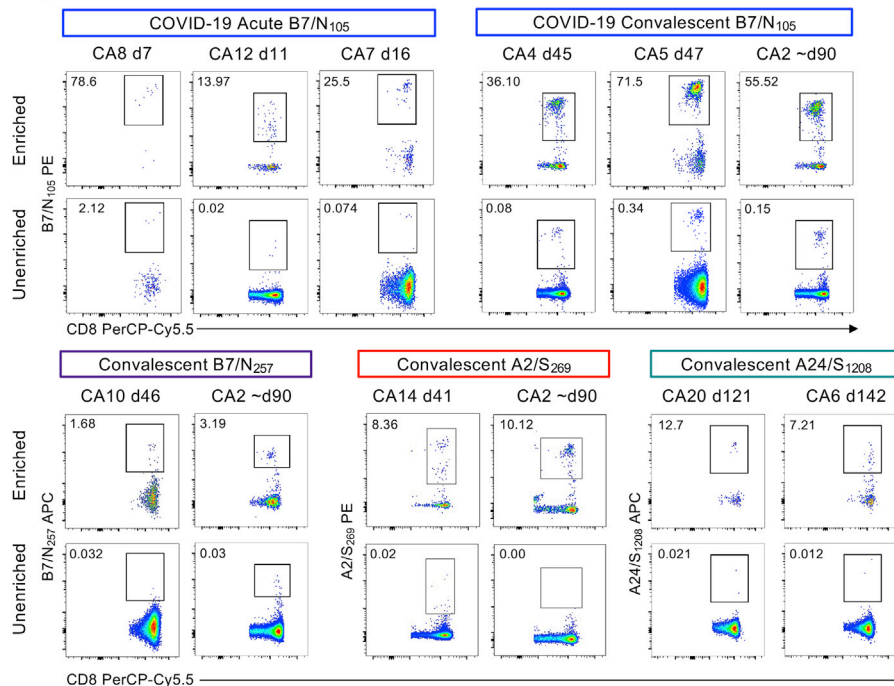 COVID-19 Acute B7/N105
COVID-19 Convalescent B7/N105
CA8 d7
CA12 d11
CA7 d16
CA4 d45
CA5 d47
CA2 ~d90
Enriched
78.6
13.97
25.5
36.10
71.5
55.52
B7/N105 PE
Unenriched
2.12
0.02
0.074
0.08
0.34
0.15
CD8 PerCP-Cy5.5
Convalescent B7/N257
Convalescent A2/S269
Convalescent A24/S1208
CA10 d46
CA2 ~d90
CA14 d41
CA2 ~d90
CA20 d121
CA6 d142
Enriched
1.68
3.19
8.36
10.12
12.7
7.21
B7/N257 APC
A2/S269 PE
A24/S1208 APC
Unenriched
0.032
0.03
0.02
0.00
0.021
0.012
CD8 PerCP-Cy5.5